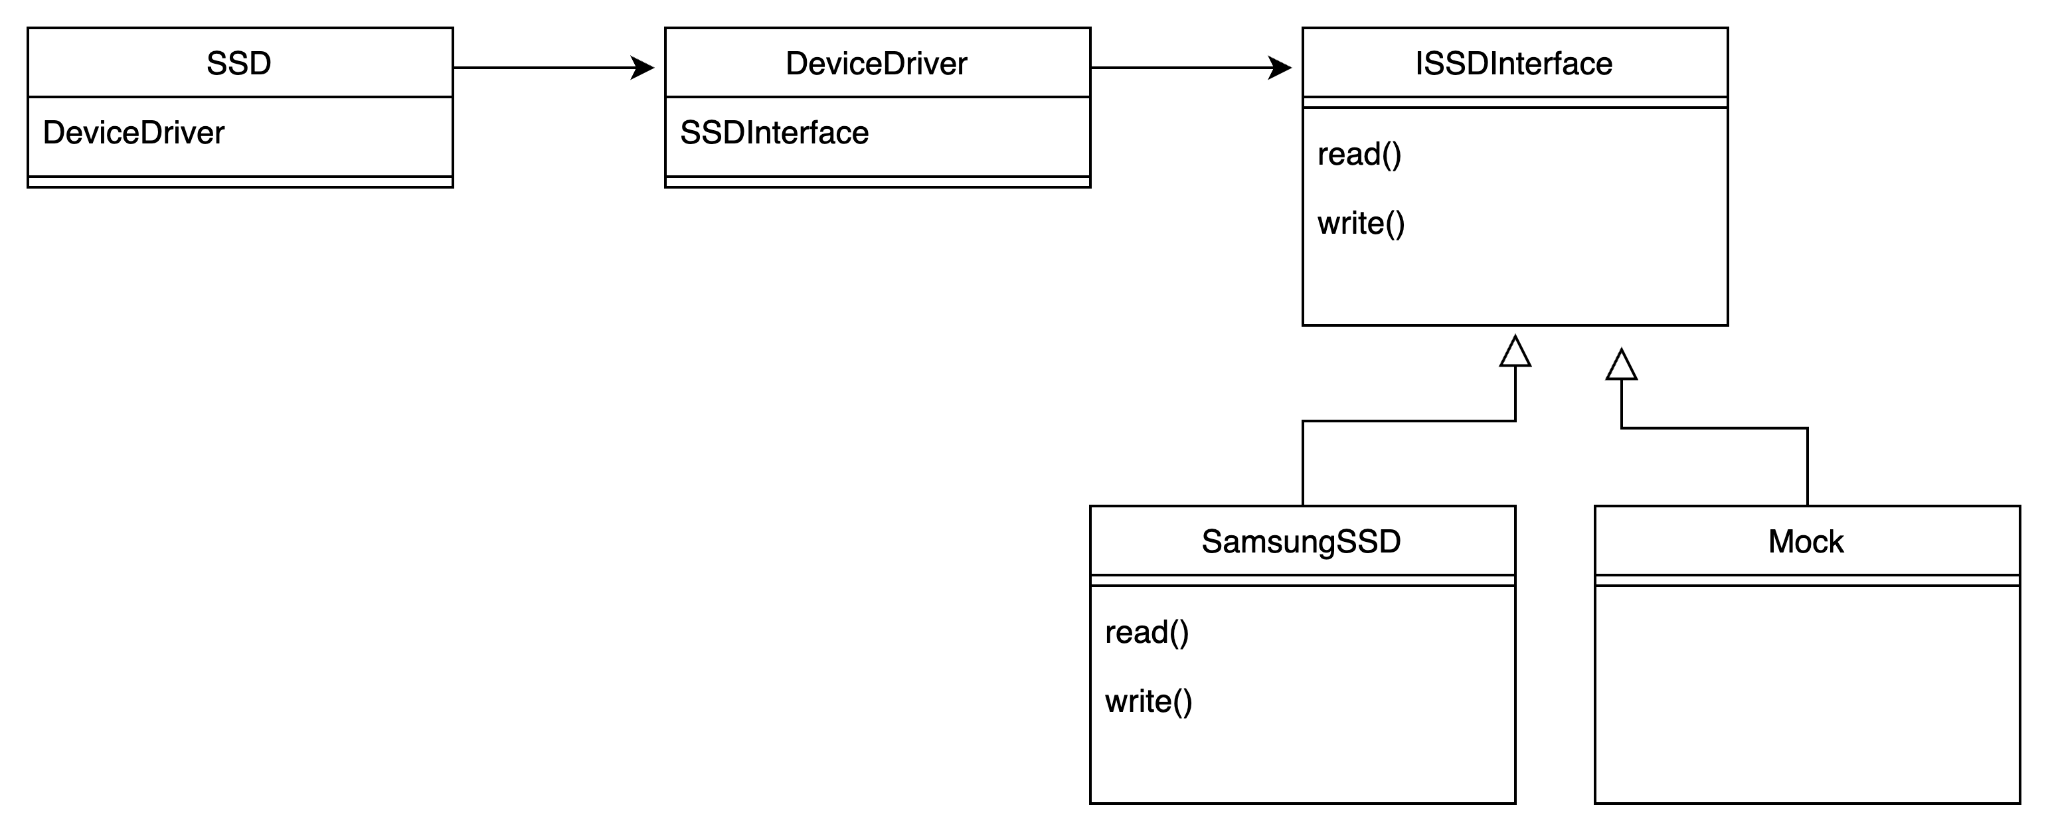 SSD
DeviceDriver
DeviceDriver
SSDInterface
ISSDInterface
read()
write()
SamsungSSD
read()
write()
Mock